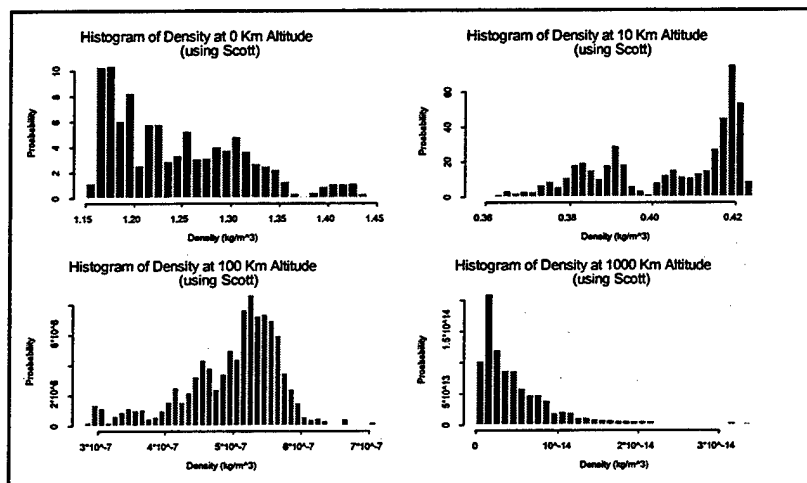 Histogram of Density at 0 Km Altitude
(using Scott)
Probability
10
8
6
4
2
0
1.15
1.20
1.25
1.30
1.35
1.40
1.45
Density (kg/m^3)
Histogram of Density at 10 Km Altitude
(using Scott)
Probability
60
40
20
0
0.36
0.38
0.40
0.42
Density (kg/m^3)
Histogram of Density at 100 Km Altitude
(using Scott)
Probability
6*10^6
2*10^6
0
3*10^-7
4*10^-7
5*10^-7
6*10^-7
7*10^-7
Density (kg/m^3)
Histogram of Density at 1000 Km Altitude
(using Scott)
Probability
1.5*10^14
5*10^13
0
0
10^-14
2*10^-14
3*10^-14
Density (kg/m^3)